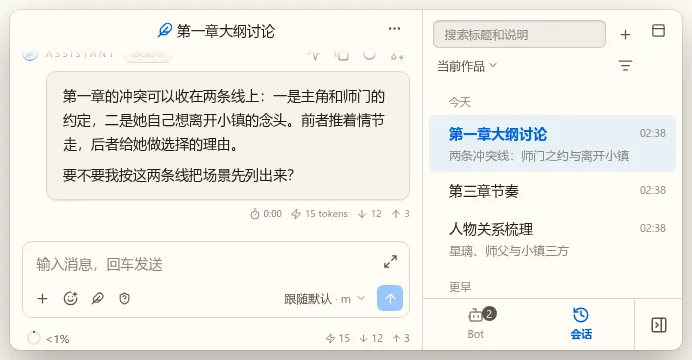 第一章大纲讨论
ASSISTANT
第一章的冲突可以收在两条线上：一是主角和师门的
约定，二是她自己想离开小镇的念头。前者推着情节
走，后者给她做选择的理由。
要不要我按这两条线把场景先列出来？
0:00 15 tokens 12 3
输入消息，回车发送
跟随默认 · m
<1%
15 12 3
搜索标题和说明
当前作品
今天
第一章大纲讨论 02:38
两条冲突线：师门之约与离开小镇
第三章节奏 02:38
人物关系梳理 02:38
星璃、师父与小镇三方
更早
2
Bot
会话